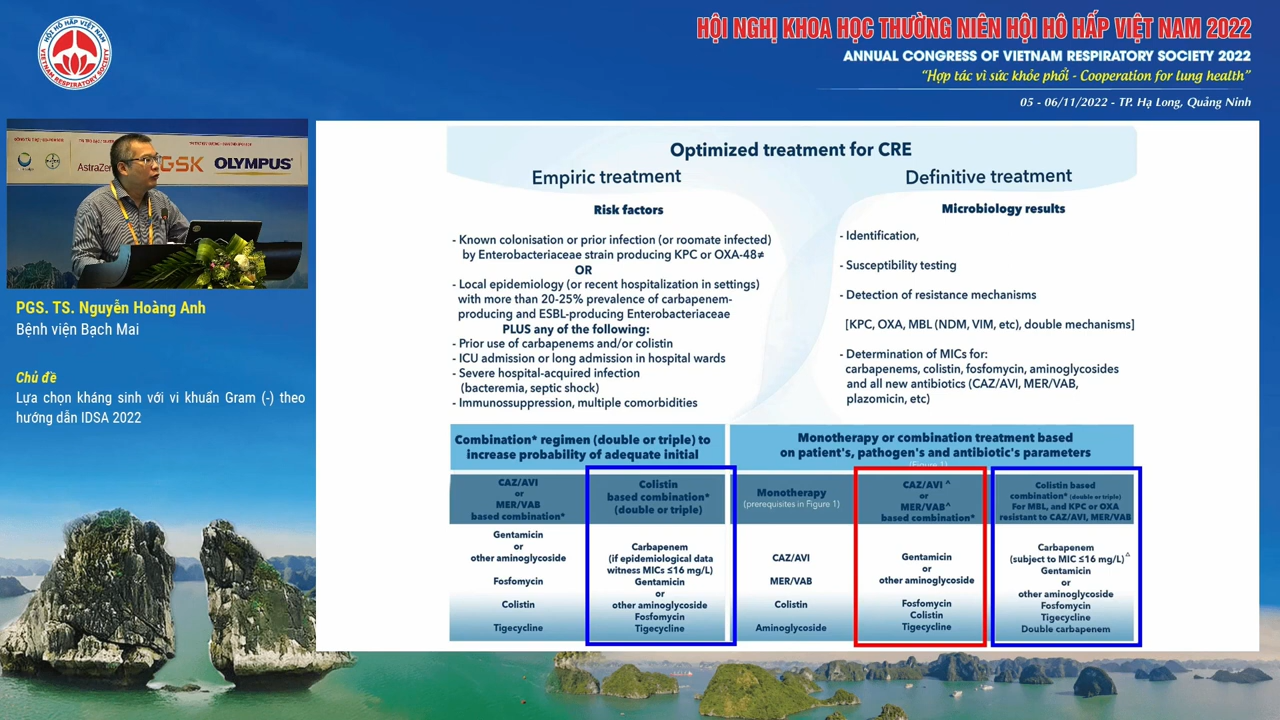 HỘI HÔ HẤP VIỆT NAM
VIETNAM RESPIRATORY SOCIETY
HỘI NGHỊ KHOA HỌC THƯỜNG NIÊN HỘI HÔ HẤP VIỆT NAM 2022
ANNUAL CONGRESS OF VIETNAM RESPIRATORY SOCIETY 2022
“Hợp tác vì sức khỏe phổi - Cooperation for lung health”
05 - 06/11/2022 - TP. Hạ Long, Quảng Ninh
AstraZe
GSK
OLYMPUS
PGS. TS. Nguyễn Hoàng Anh
Bệnh viện Bạch Mai
Chủ đề
Lựa chọn kháng sinh với vi khuẩn Gram (-) theo
hướng dẫn IDSA 2022
Optimized treatment for CRE
Empiric treatment
Risk factors
- Known colonisation or prior infection (or roomate infected)
by Enterobacteriaceae strain producing KPC or OXA-48≠
OR
- Local epidemiology (or recent hospitalization in settings)
with more than 20-25% prevalence of carbapenem-
producing and ESBL-producing Enterobacteriaceae
PLUS any of the following:
- Prior use of carbapenems and/or colistin
- ICU admission or long admission in hospital wards
- Severe hospital-acquired infection
(bacteremia, septic shock)
- Immunossupression, multiple comorbidities
Definitive treatment
Microbiology results
- Identification,
- Susceptibility testing
- Detection of resistance mechanisms
[KPC, OXA, MBL (NDM, VIM, etc), double mechanisms]
- Determination of MICs for:
carbapenems, colistin, fosfomycin, aminoglycosides
and all new antibiotics (CAZ/AVI, MER/VAB,
plazomicin, etc)
Combination* regimen (double or triple) to
increase probability of adequate initial
Monotherapy or combination treatment based
on patient's, pathogen's and antibiotic's parameters
(Figure 1)
CAZ/AVI
or
MER/VAB
based combination*
Gentamicin
or
other aminoglycoside
Fosfomycin
Colistin
Tigecycline
Colistin
based combination*
(double or triple)
Carbapenem
(if epidemiological data
witness MICs ≤16 mg/L)
Gentamicin
or
other aminoglycoside
Fosfomycin
Tigecycline
Monotherapy
(prerequisites in Figure 1)
CAZ/AVI
MER/VAB
Colistin
Aminoglycoside
CAZ/AVI ^
or
MER/VAB^
based combination*
Gentamicin
or
other aminoglycoside
Fosfomycin
Colistin
Tigecycline
Colistin based
combination* (double or triple)
For MBL, and KPC or OXA
resistant to CAZ/AVI, MER/VAB
Carbapenem
(subject to MIC ≤16 mg/L)△
Gentamicin
or
other aminoglycoside
Fosfomycin
Tigecycline
Double carbapenem